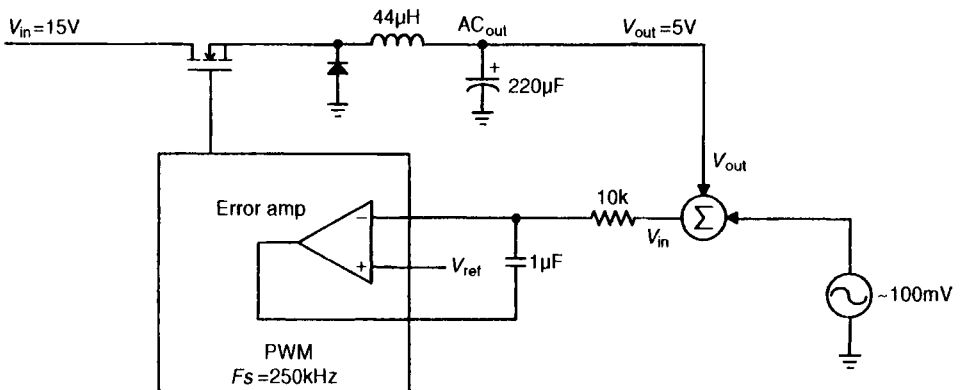 Vin=15V
44μH
ACout
Vout=5V
+
220μF
Vout
Error amp
10k
Σ
−
Vin
+
Vref
1μF
~100mV
PWM
Fs=250kHz